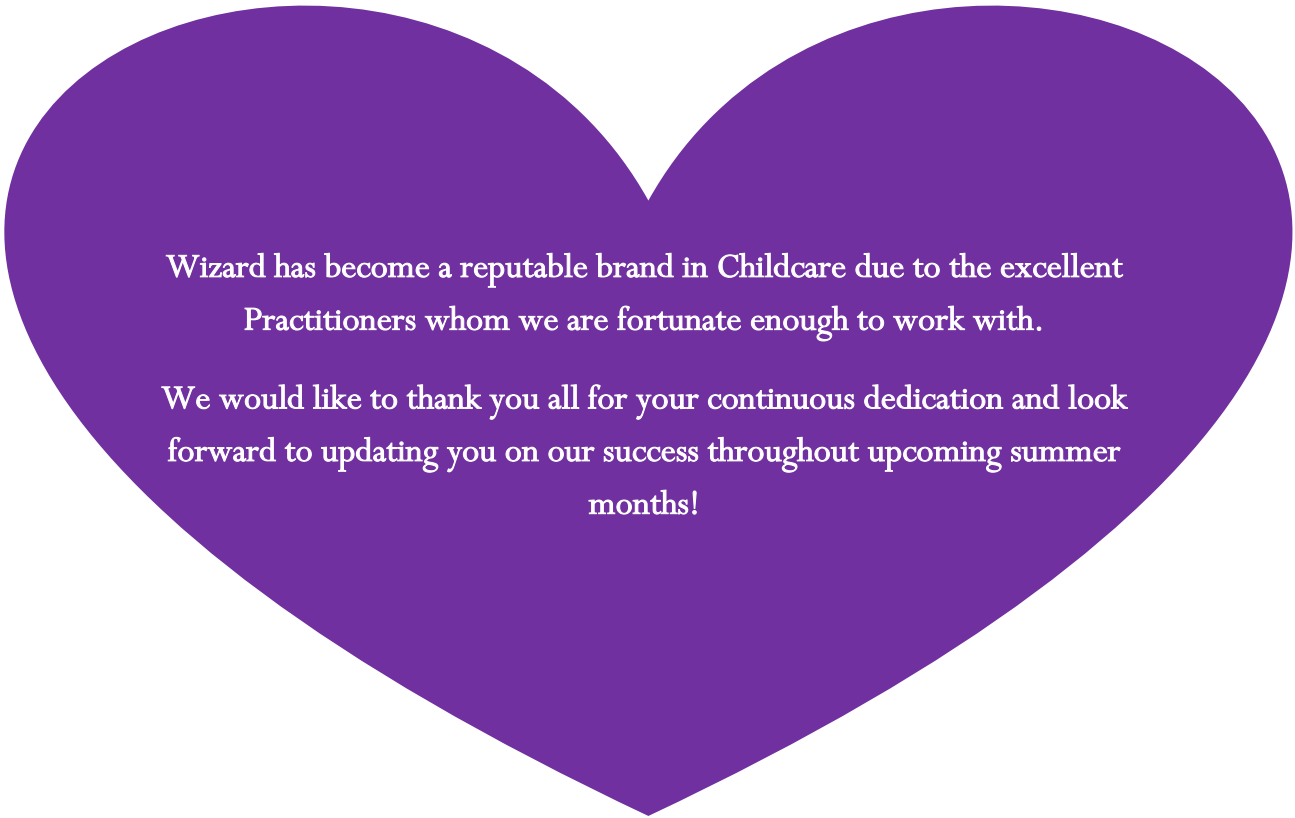 Wizard has become a reputable brand in Childcare due to the excellent
Practitioners whom we are fortunate enough to work with.
We would like to thank you all for your continuous dedication and look
forward to updating you on our success throughout upcoming summer
months!